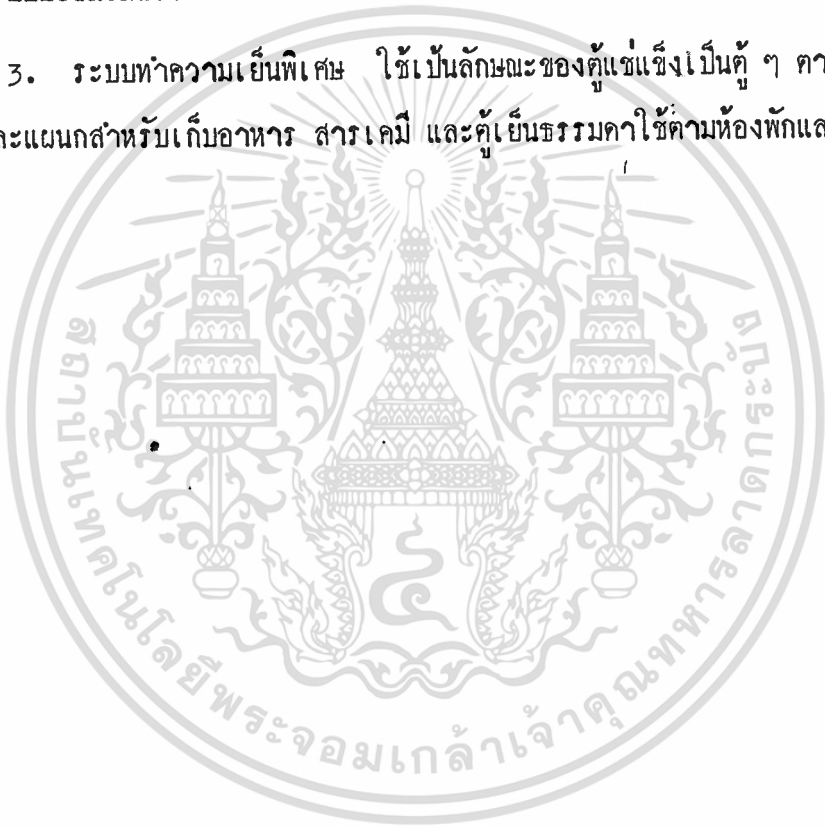 3. ระบบทำความเย็นพิเศษ ใช้เป็นลักษณะของตู้แช่แข็งเป็นตู้ ๆ ตา
ละแผนกสำหรับเก็บอาหาร สารเคมี และตู้เย็นธรรมดาใช้ตามห้องพักแล
สถาบันเทคโนโลยีพระจอมเกล้าเจ้าคุณทหารลาดกระบัง